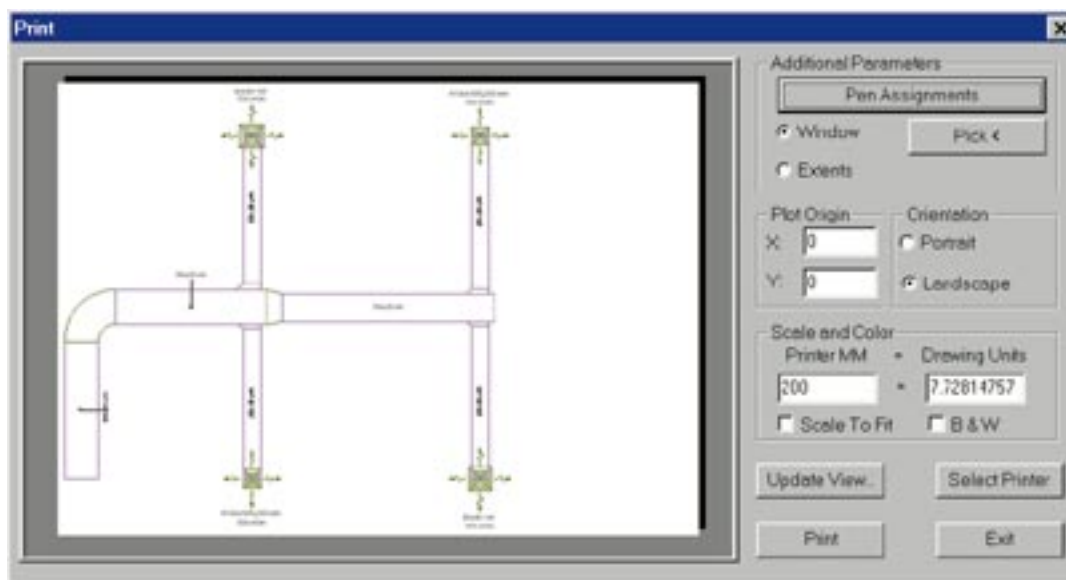 Print
Additional Parameters
Pen Assignments
Window
Pick <
Extents
Plot Origin
X: 0
Y: 0
Orientation
Portrait
Landscape
Scale and Color
Printer MM = Drawing Units
200 = 7.72814757
Scale To Fit
B & W
Update View..
Select Printer
Print
Exit